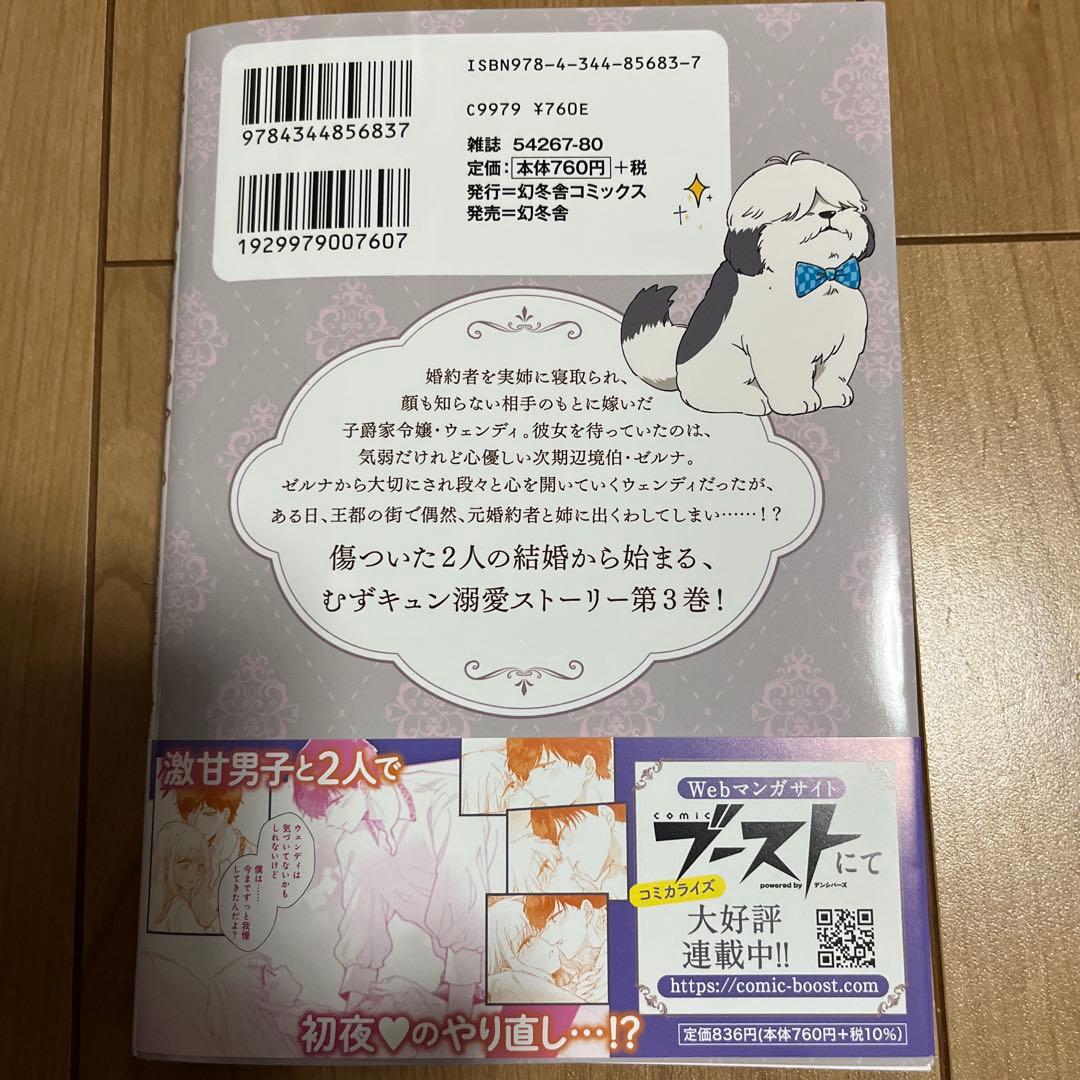 9784344856837
1929979007607
ISBN978-4-344-85683-7
C9979 ¥760E
雑誌 54267-80
定価：本体760円＋税
発行＝幻冬舎コミックス
発売＝幻冬舎
婚約者を実姉に寝取られ、
顔も知らない相手のもとに嫁いだ
子爵家令嬢・ウェンディ。彼女を待っていたのは、
気弱だけれど心優しい次期辺境伯・ゼルナ。
ゼルナから大切にされ段々と心を開いていくウェンディだったが、
ある日、王都の街で偶然、元婚約者と姉に出くわしてしまい……！？
傷ついた２人の結婚から始まる、
むずキュン溺愛ストーリー第３巻！
激甘男子と2人で
ウェンディは
気づいてないかも
しれないけど
僕は……
今までずっと我慢
してきたんだよ？
初夜♥のやり直し…!?
Webマンガサイト
comic
ブースト
powered by デンシバーズ
にて
コミカライズ
大好評
連載中!!
https://comic-boost.com
定価836円(本体760円+税10%)